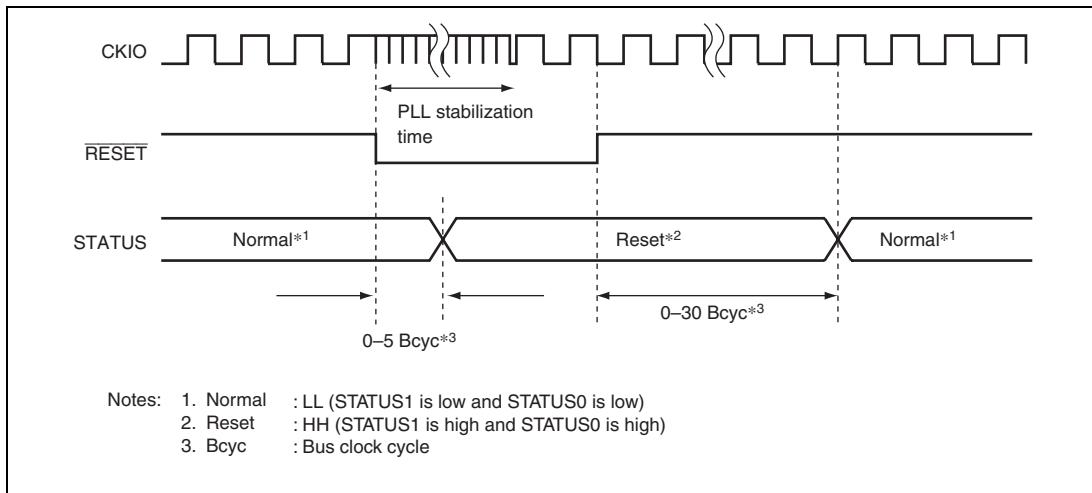 CKIO
PLL stabilization
time
RESET
STATUS
Normal*1
Reset*2
Normal*1
0–5 Bcyc*3
0–30 Bcyc*3
Notes: 1. Normal : LL (STATUS1 is low and STATUS0 is low)
2. Reset : HH (STATUS1 is high and STATUS0 is high)
3. Bcyc : Bus clock cycle